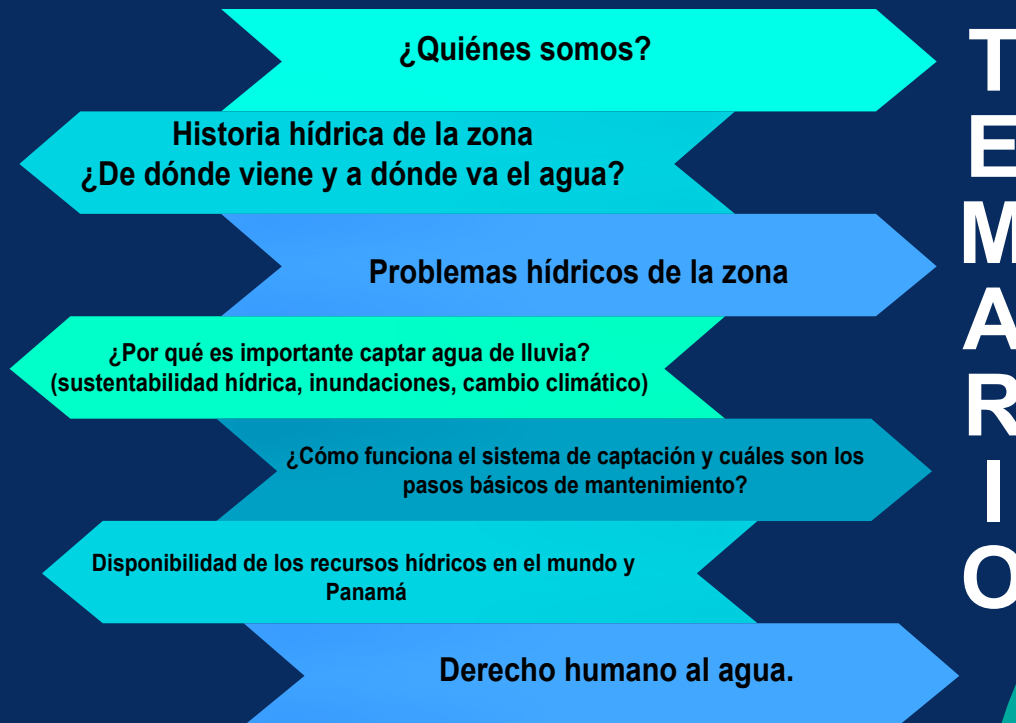 ¿Quiénes somos?
Historia hídrica de la zona
¿De dónde viene y a dónde va el agua?
Problemas hídricos de la zona
¿Por qué es importante captar agua de lluvia?
(sustentabilidad hídrica, inundaciones, cambio climático)
¿Cómo funciona el sistema de captación y cuáles son los
pasos básicos de mantenimiento?
Disponibilidad de los recursos hídricos en el mundo y
Panamá
Derecho humano al agua.
TEMARIO